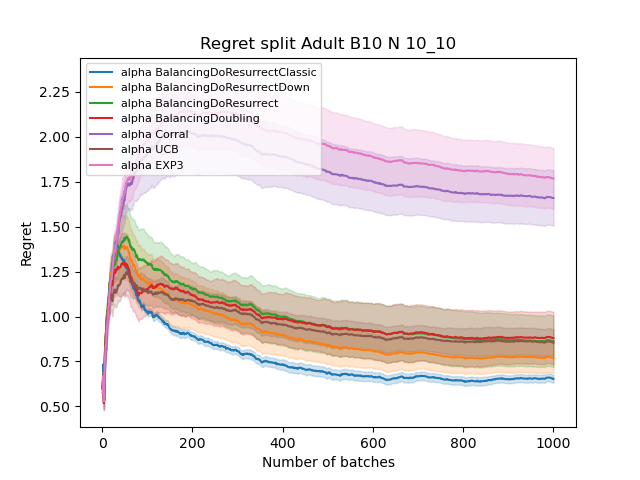 Regret split Adult B10 N 10_10
alpha BalancingDoResurrectClassic
alpha BalancingDoResurrectDown
alpha BalancingDoResurrect
alpha BalancingDoubling
alpha Corral
alpha UCB
alpha EXP3
Regret
2.25
2.00
1.75
1.50
1.25
1.00
0.75
0.50
0 200 400 600 800 1000
Number of batches